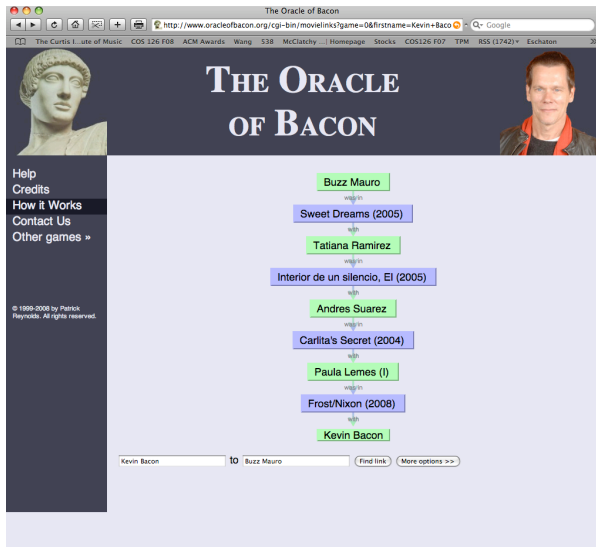 The Oracle of Bacon
http://www.oracleofbacon.org/cgi-bin/movielinks?game=0&firstname=Kevin+Baco
Google
The Curtis I...ute of Music COS 126 F08 ACM Awards Wang 538 McClatchy ...| Homepage Stocks COS126 F07 TPM RSS (1742) Eschaton
THE ORACLE
OF BACON
Help
Credits
How it Works
Contact Us
Other games »
© 1999-2008 by Patrick
Reynolds. All rights reserved.
Buzz Mauro
was in
Sweet Dreams (2005)
with
Tatiana Ramirez
was in
Interior de un silencio, El (2005)
with
Andres Suarez
was in
Carlita's Secret (2004)
with
Paula Lemes (I)
was in
Frost/Nixon (2008)
with
Kevin Bacon
Kevin Bacon to Buzz Mauro Find link More options >>